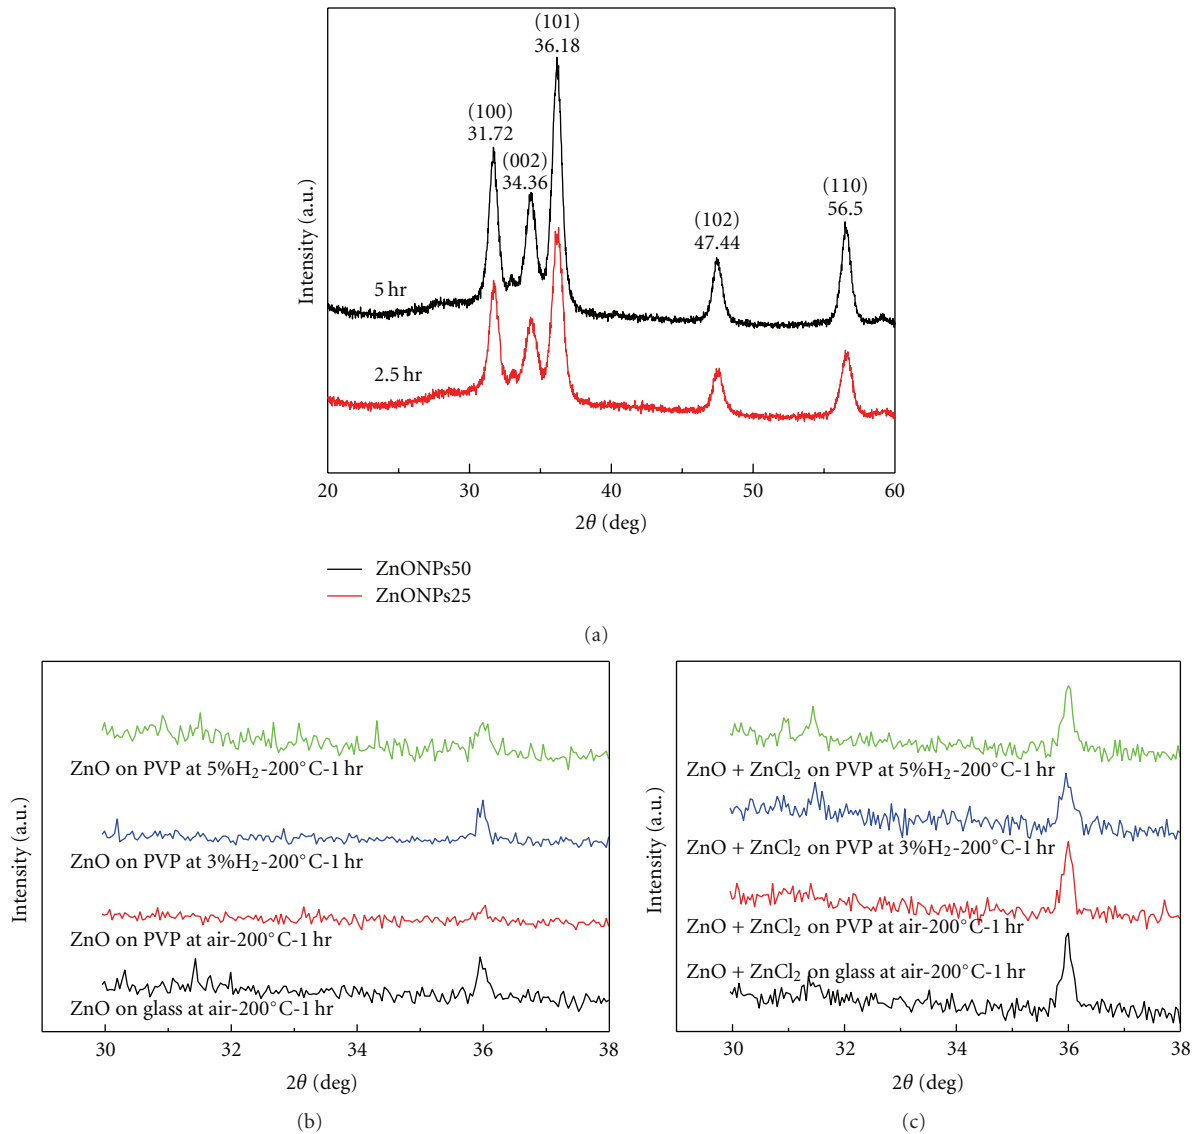 (101)
36.18
(100)
31.72
(002)
34.36
(110)
56.5
(102)
47.44
5 hr
2.5 hr
Intensity (a.u.)
20
30
40
50
60
2θ (deg)
ZnONPs50
ZnONPs25
(a)
ZnO on PVP at 5%H₂-200°C-1 hr
ZnO on PVP at 3%H₂-200°C-1 hr
ZnO on PVP at air-200°C-1 hr
ZnO on glass at air-200°C-1 hr
Intensity (a.u.)
30
32
34
36
38
2θ (deg)
(b)
ZnO + ZnCl₂ on PVP at 5%H₂-200°C-1 hr
ZnO + ZnCl₂ on PVP at 3%H₂-200°C-1 hr
ZnO + ZnCl₂ on PVP at air-200°C-1 hr
ZnO + ZnCl₂ on glass at air-200°C-1 hr
Intensity (a.u.)
30
32
34
36
38
2θ (deg)
(c)